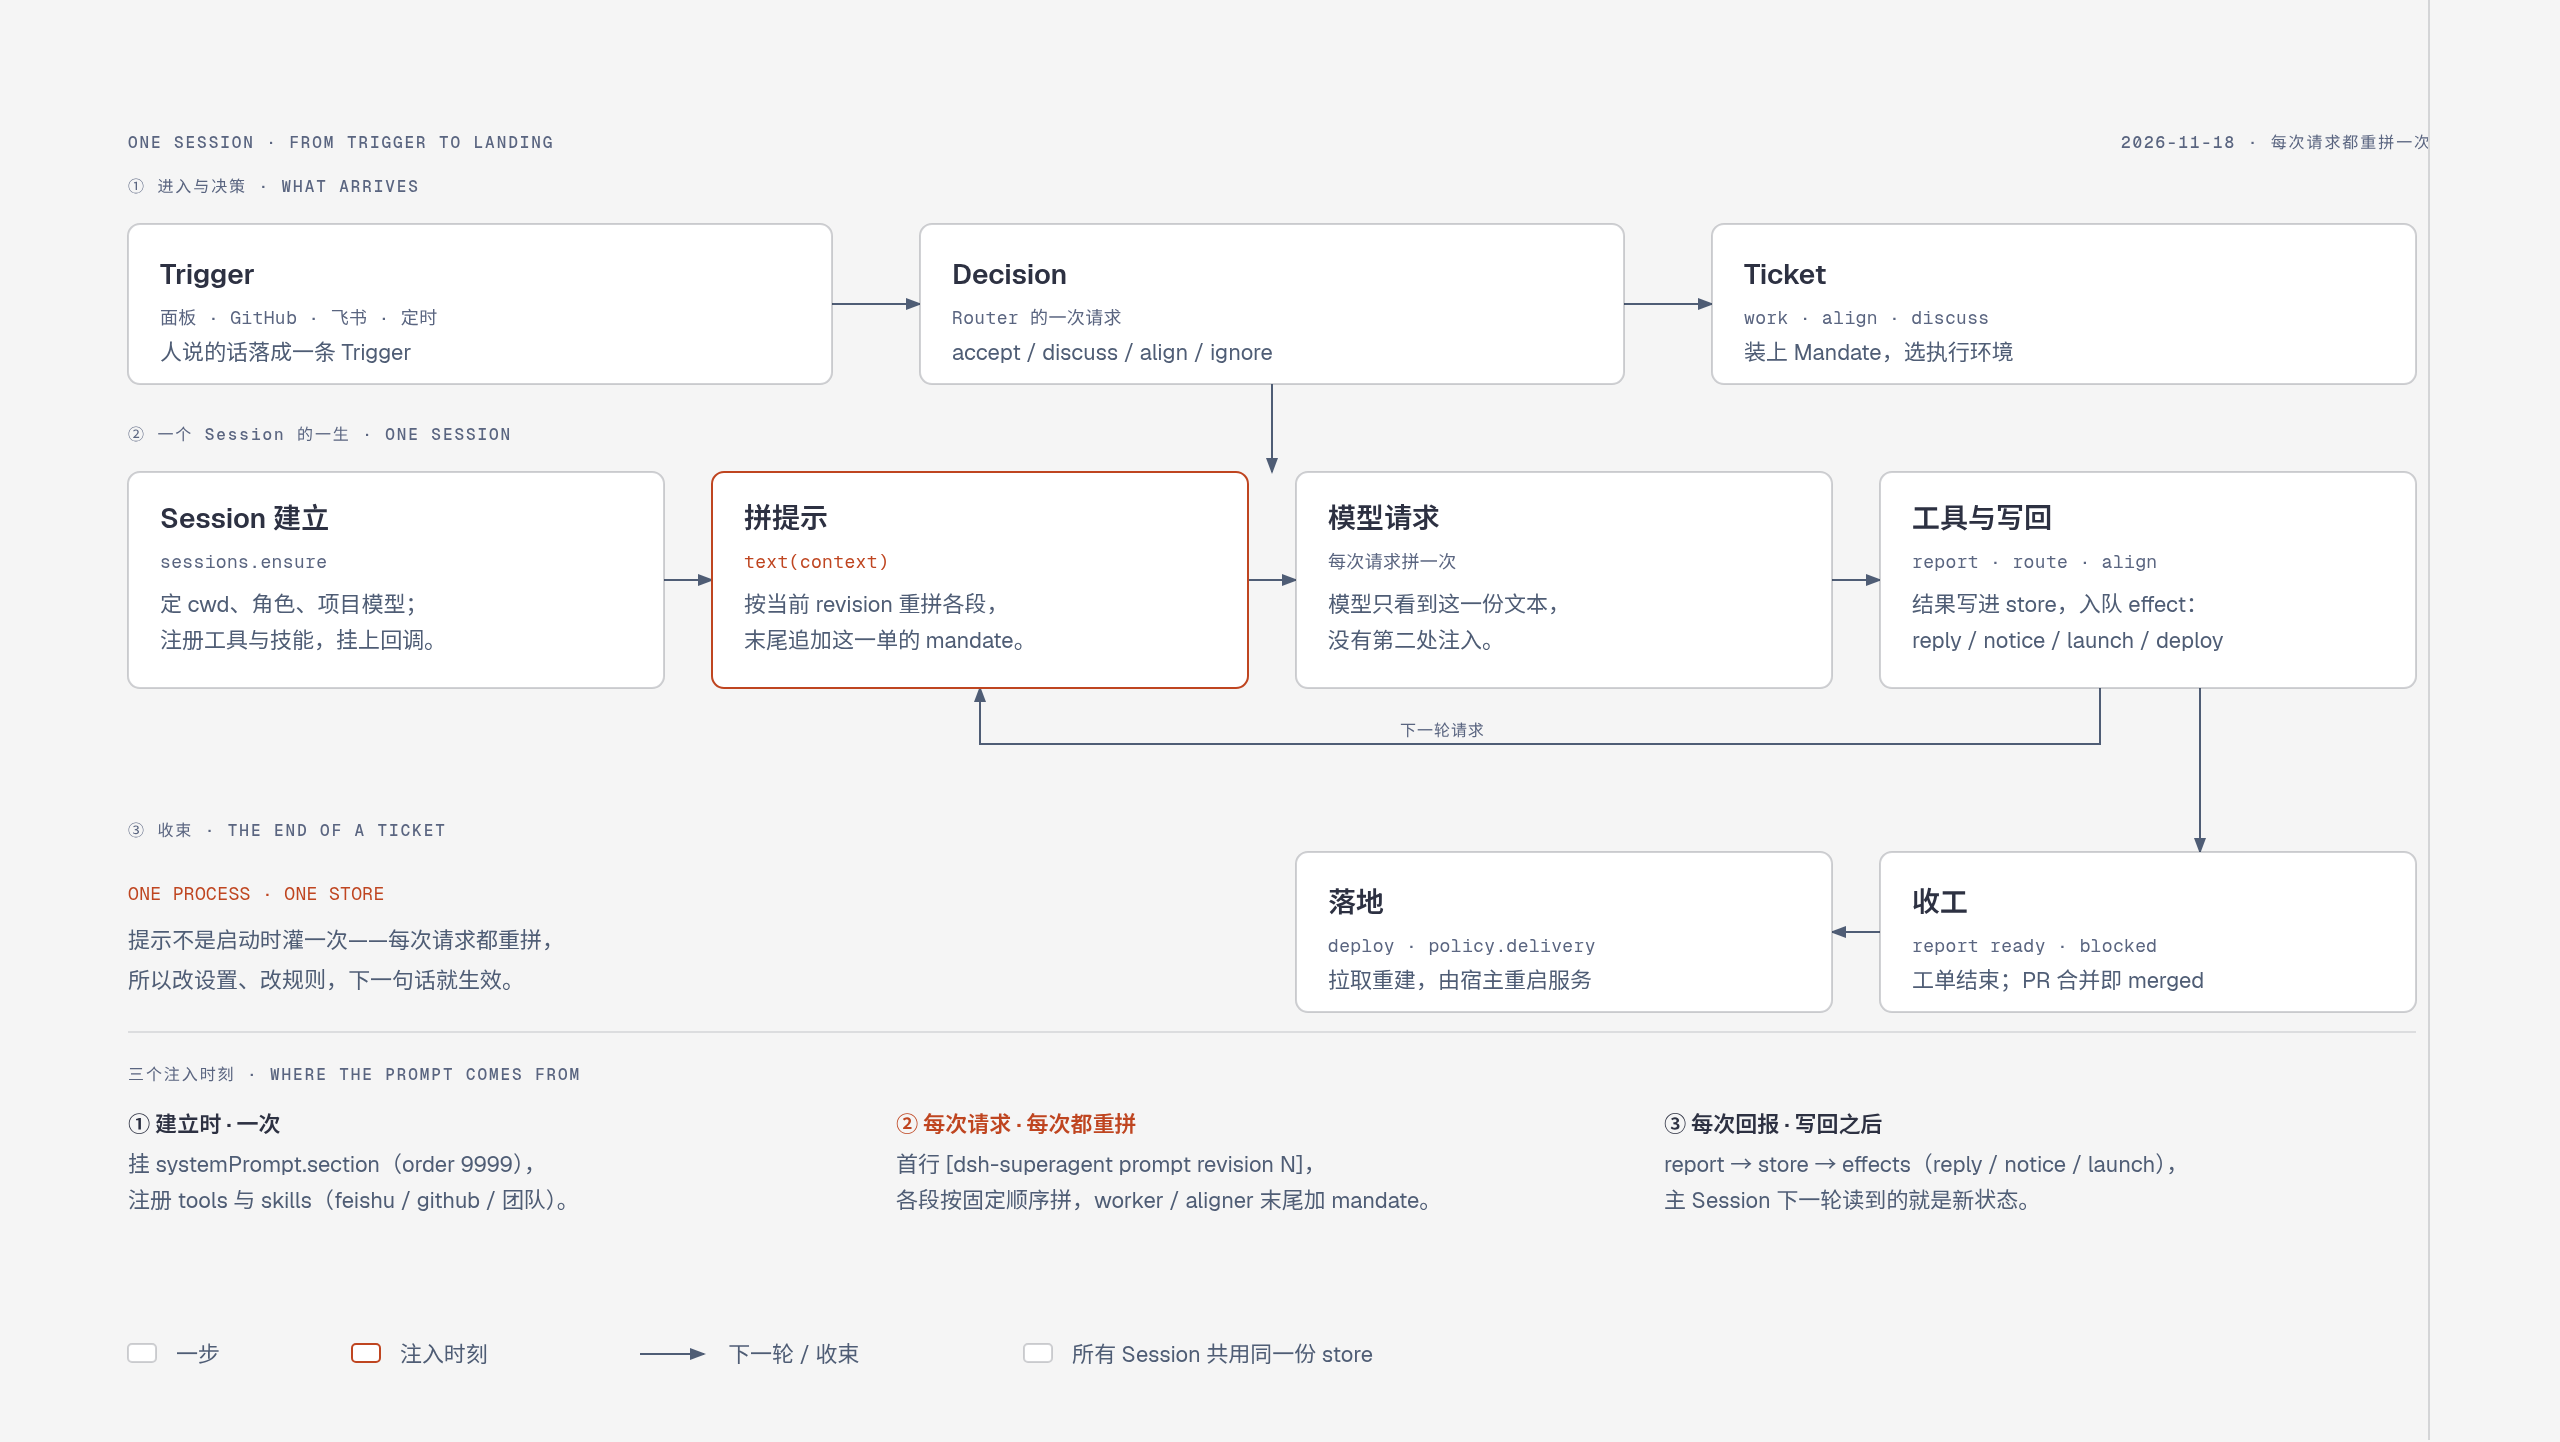 ONE SESSION · FROM TRIGGER TO LANDING
2026-11-18 · 每次请求都重拼一次
① 进入与决策 · WHAT ARRIVES
Trigger
面板 · GitHub · 飞书 · 定时
人说的话落成一条 Trigger
Decision
Router 的一次请求
accept / discuss / align / ignore
Ticket
work · align · discuss
装上 Mandate，选执行环境
② 一个 Session 的一生 · ONE SESSION
Session 建立
sessions.ensure
定 cwd、角色、项目模型；
注册工具与技能，挂上回调。
拼提示
text(context)
按当前 revision 重拼各段，
末尾追加这一单的 mandate。
模型请求
每次请求拼一次
模型只看到这一份文本，
没有第二处注入。
工具与写回
report · route · align
结果写进 store，入队 effect：
reply / notice / launch / deploy
下一轮请求
③ 收束 · THE END OF A TICKET
ONE PROCESS · ONE STORE
提示不是启动时灌一次——每次请求都重拼，
所以改设置、改规则，下一句话就生效。
落地
deploy · policy.delivery
拉取重建，由宿主重启服务
收工
report ready · blocked
工单结束；PR 合并即 merged
三个注入时刻 · WHERE THE PROMPT COMES FROM
① 建立时 · 一次
挂 systemPrompt.section（order 9999），
注册 tools 与 skills（feishu / github / 团队）。
② 每次请求 · 每次都重拼
首行 [dsh-superagent prompt revision N]，
各段按固定顺序拼，worker / aligner 末尾加 mandate。
③ 每次回报 · 写回之后
report → store → effects（reply / notice / launch），
主 Session 下一轮读到的就是新状态。
一步
注入时刻
下一轮 / 收束
所有 Session 共用同一份 store